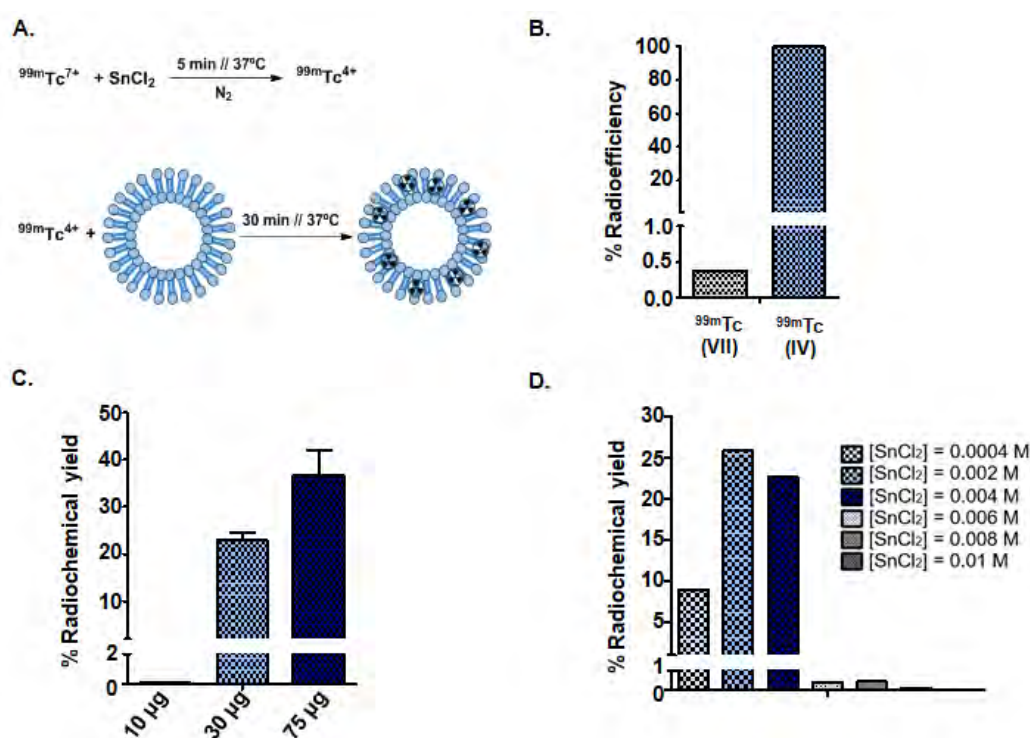 A.
⁹⁹ᵐTc⁷⁺ + SnCl₂ 5 min // 37ºC N₂ ⁹⁹ᵐTc⁴⁺
⁹⁹ᵐTc⁴⁺ + 30 min // 37ºC
B.
% Radioefficiency
100
80
60
40
20
1.0
0.5
0.0
⁹⁹ᵐTc (VII)
⁹⁹ᵐTc (IV)
C.
% Radiochemical yield
50
40
30
20
10
2
0
10 µg
30 µg
75 µg
D.
% Radiochemical yield
30
25
20
15
10
5
1
0
[SnCl₂] = 0.0004 M
[SnCl₂] = 0.002 M
[SnCl₂] = 0.004 M
[SnCl₂] = 0.006 M
[SnCl₂] = 0.008 M
[SnCl₂] = 0.01 M